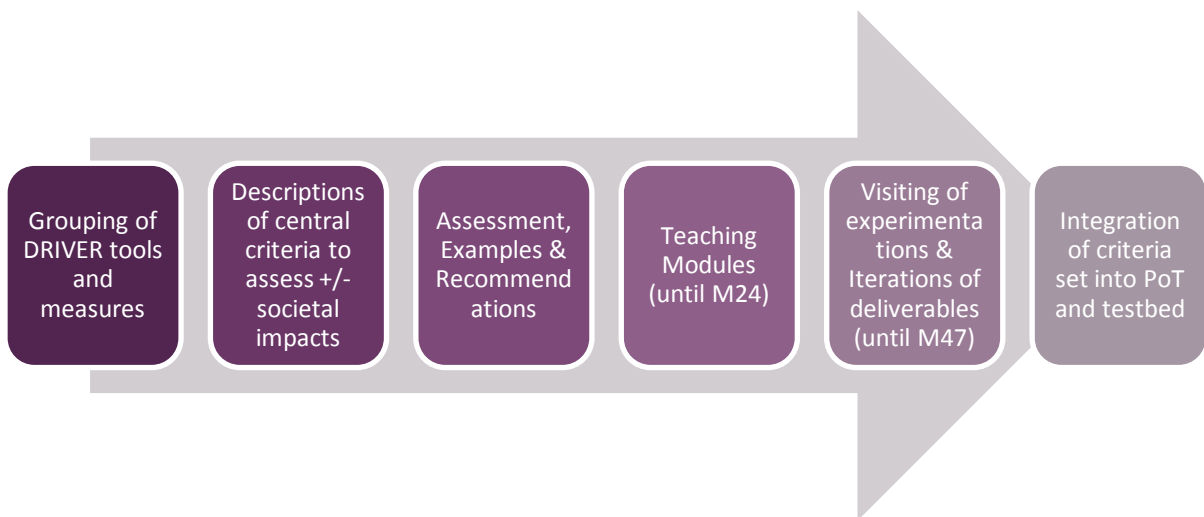 Grouping of
DRIVER tools
and
measures
Descriptions
of central
criteria to
assess +/-
societal
impacts
Assessment,
Examples &
Recommend
ations
Teaching
Modules
(until M24)
Visiting of
experimenta
tions &
Iterations of
deliverables
(until M47)
Integration
of criteria
set into PoT
and testbed